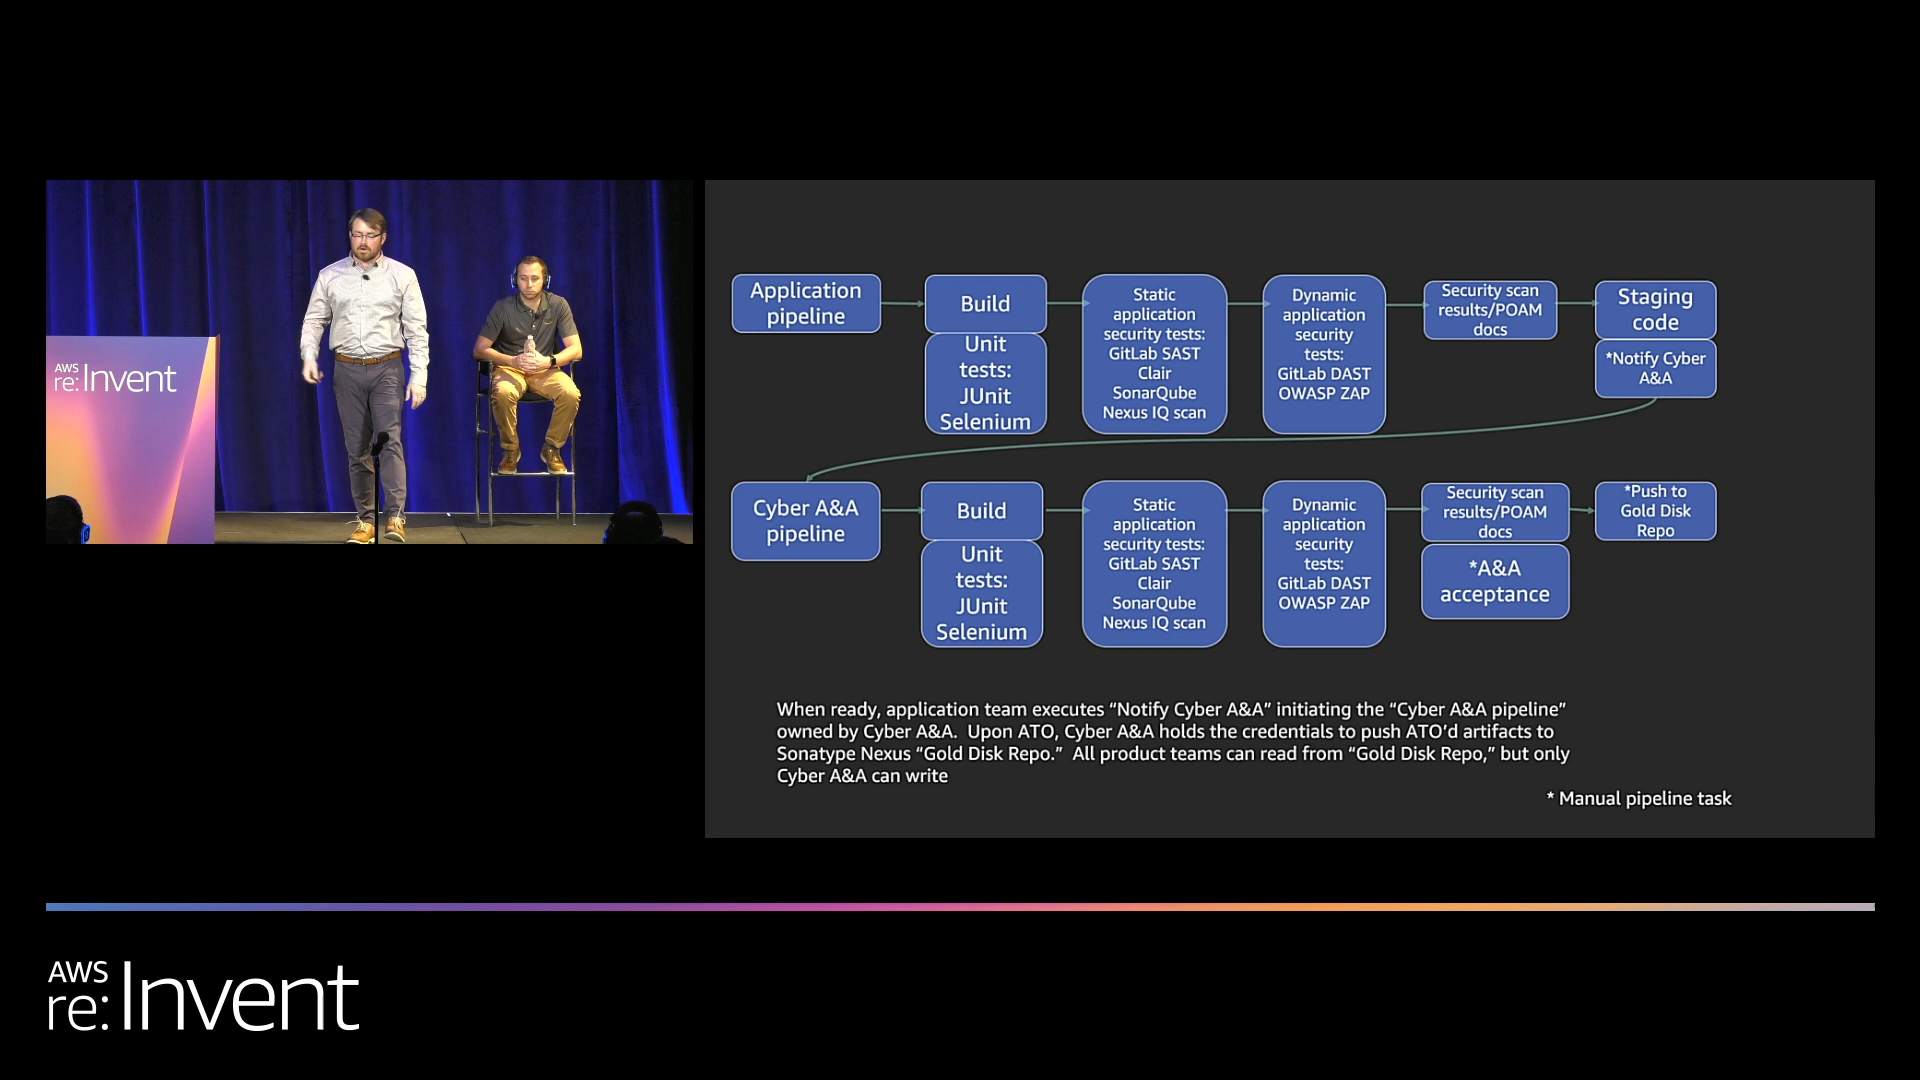 AWS
re:Invent
Application
pipeline
Build
Unit
tests:
JUnit
Selenium
Static
application
security tests:
GitLab SAST
Clair
SonarQube
Nexus IQ scan
Dynamic
application
security
tests:
GitLab DAST
OWASP ZAP
Security scan
results/POAM
docs
Staging
code
*Notify Cyber
A&A
Cyber A&A
pipeline
Build
Unit
tests:
JUnit
Selenium
Static
application
security tests:
GitLab SAST
Clair
SonarQube
Nexus IQ scan
Dynamic
application
security
tests:
GitLab DAST
OWASP ZAP
Security scan
results/POAM
docs
*A&A
acceptance
*Push to
Gold Disk
Repo
When ready, application team executes “Notify Cyber A&A” initiating the “Cyber A&A pipeline”
owned by Cyber A&A.  Upon ATO, Cyber A&A holds the credentials to push ATO’d artifacts to
Sonatype Nexus “Gold Disk Repo.”  All product teams can read from “Gold Disk Repo,” but only
Cyber A&A can write
* Manual pipeline task
AWS
re:Invent